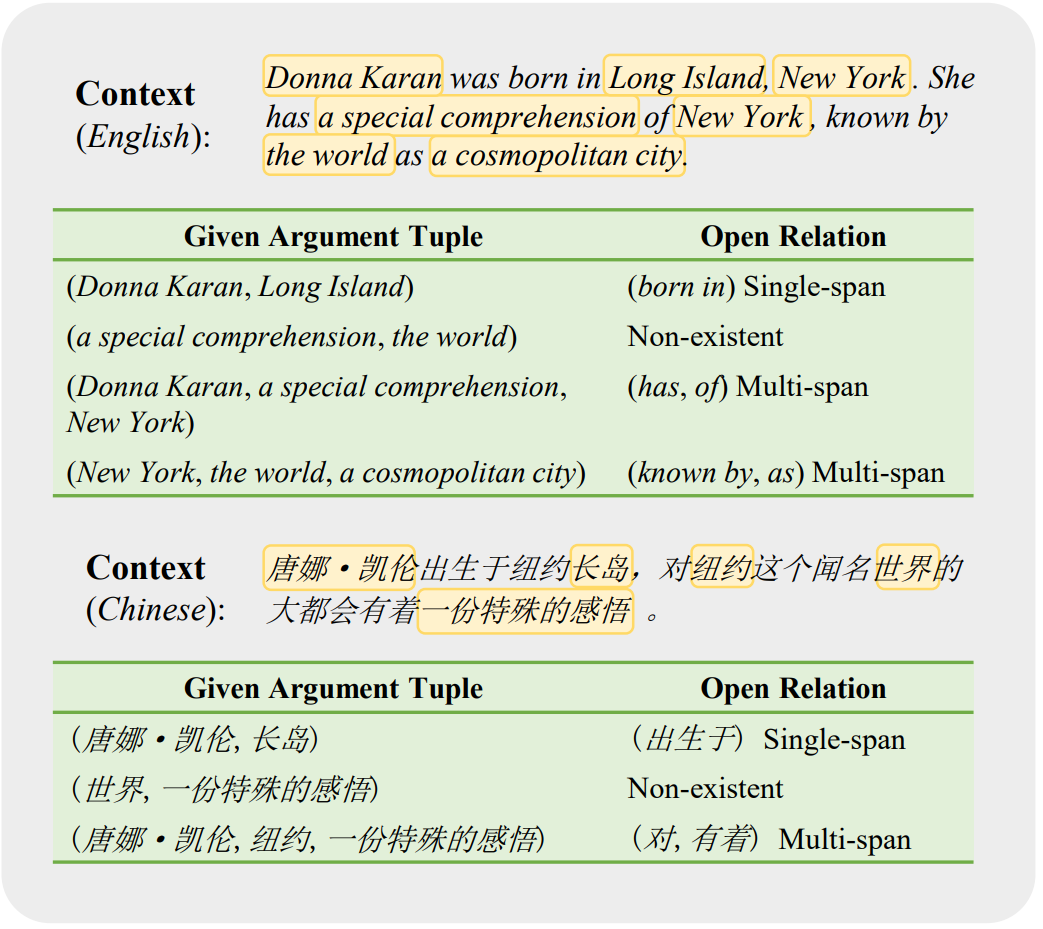 Context
(English):
Donna Karan was born in Long Island, New York . She
has a special comprehension of New York , known by
the world as a cosmopolitan city.
Given Argument Tuple Open Relation
(Donna Karan, Long Island) (born in) Single-span
(a special comprehension, the world) Non-existent
(Donna Karan, a special comprehension, (has, of) Multi-span
New York)
(New York, the world, a cosmopolitan city) (known by, as) Multi-span
Context
(Chinese):
唐娜·凯伦出生于纽约长岛，对纽约这个闻名世界的
大都会有着一份特殊的感悟 。
Given Argument Tuple Open Relation
（唐娜·凯伦, 长岛） （出生于） Single-span
（世界, 一份特殊的感悟） Non-existent
（唐娜·凯伦, 纽约, 一份特殊的感悟） （对, 有着） Multi-span